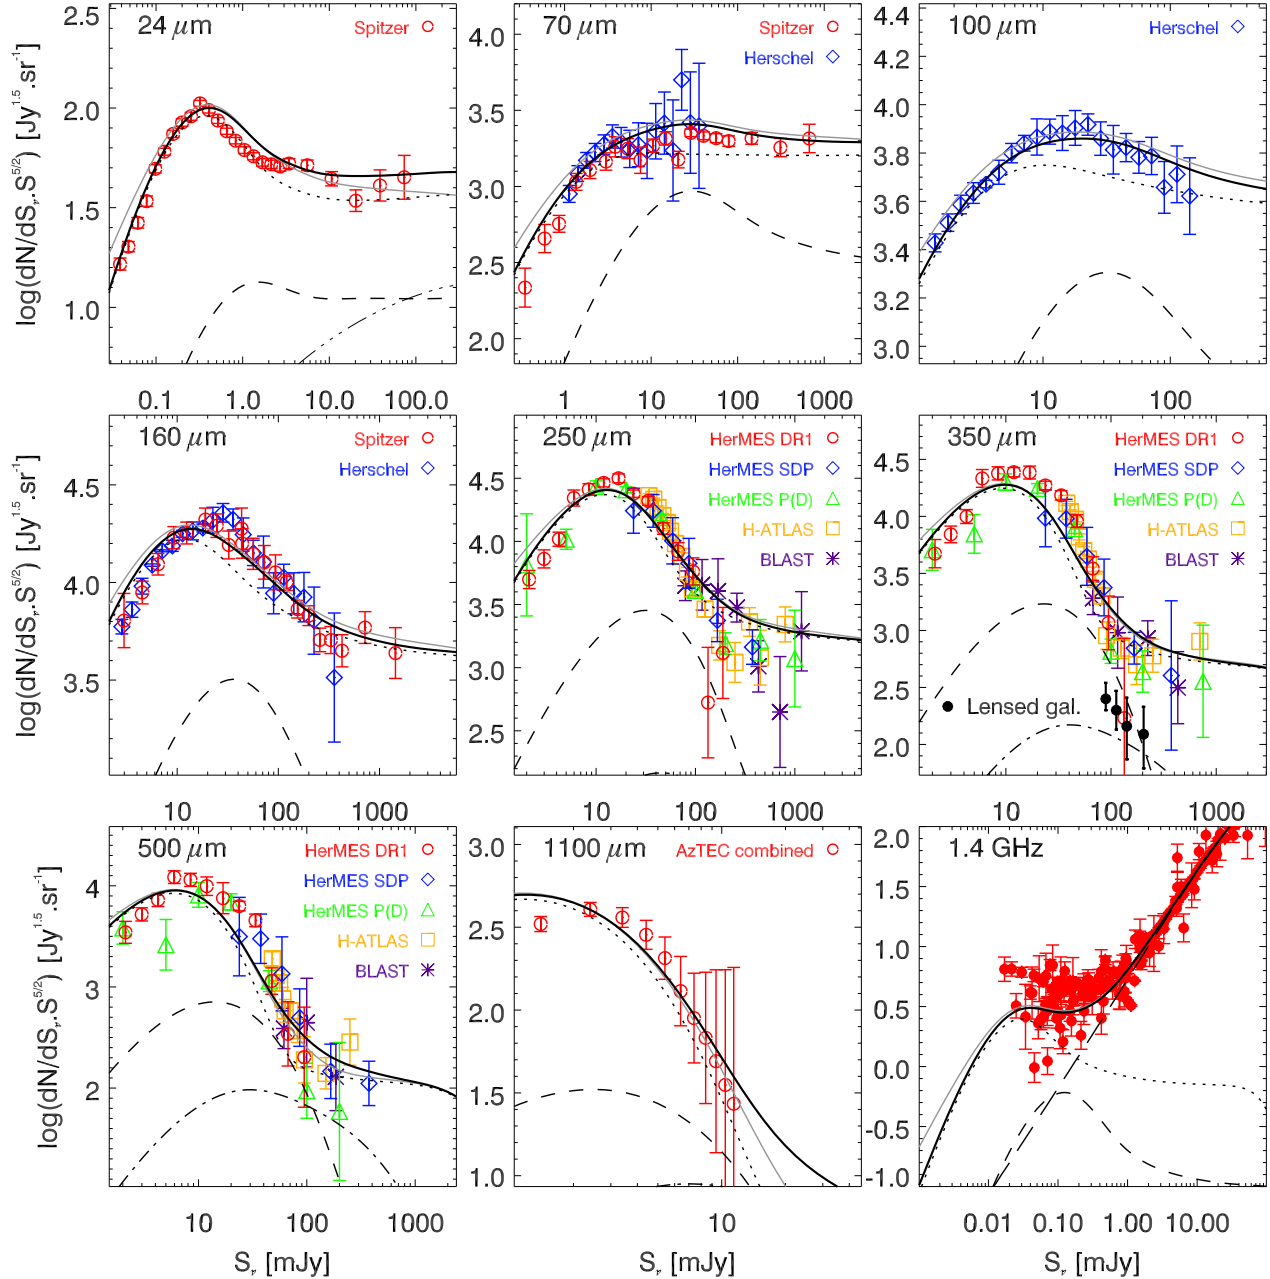 24 μm
Spitzer
2.5
2.0
1.5
1.0
log(dN/dSν.S5/2) [Jy1.5.sr-1]
0.1
1.0
10.0
100.0
70 μm
Spitzer
Herschel
4.0
3.5
3.0
2.5
2.0
1
10
100
1000
100 μm
Herschel
4.4
4.2
4.0
3.8
3.6
3.4
3.2
3.0
10
100
160 μm
Spitzer
Herschel
4.5
4.0
3.5
log(dN/dSν.S5/2) [Jy1.5.sr-1]
10
100
1000
250 μm
HerMES DR1
HerMES SDP
HerMES P(D)
H-ATLAS
BLAST
4.5
4.0
3.5
3.0
2.5
10
100
1000
350 μm
HerMES DR1
HerMES SDP
HerMES P(D)
H-ATLAS
BLAST
Lensed gal.
4.5
4.0
3.5
3.0
2.5
2.0
10
100
1000
500 μm
HerMES DR1
HerMES SDP
HerMES P(D)
H-ATLAS
BLAST
4
3
2
log(dN/dSν.S5/2) [Jy1.5.sr-1]
10
100
1000
Sν [mJy]
1100 μm
AzTEC combined
3.0
2.5
2.0
1.5
1.0
10
Sν [mJy]
1.4 GHz
2.0
1.5
1.0
0.5
0.0
-0.5
-1.0
0.01
0.10
1.00
10.00
Sν [mJy]